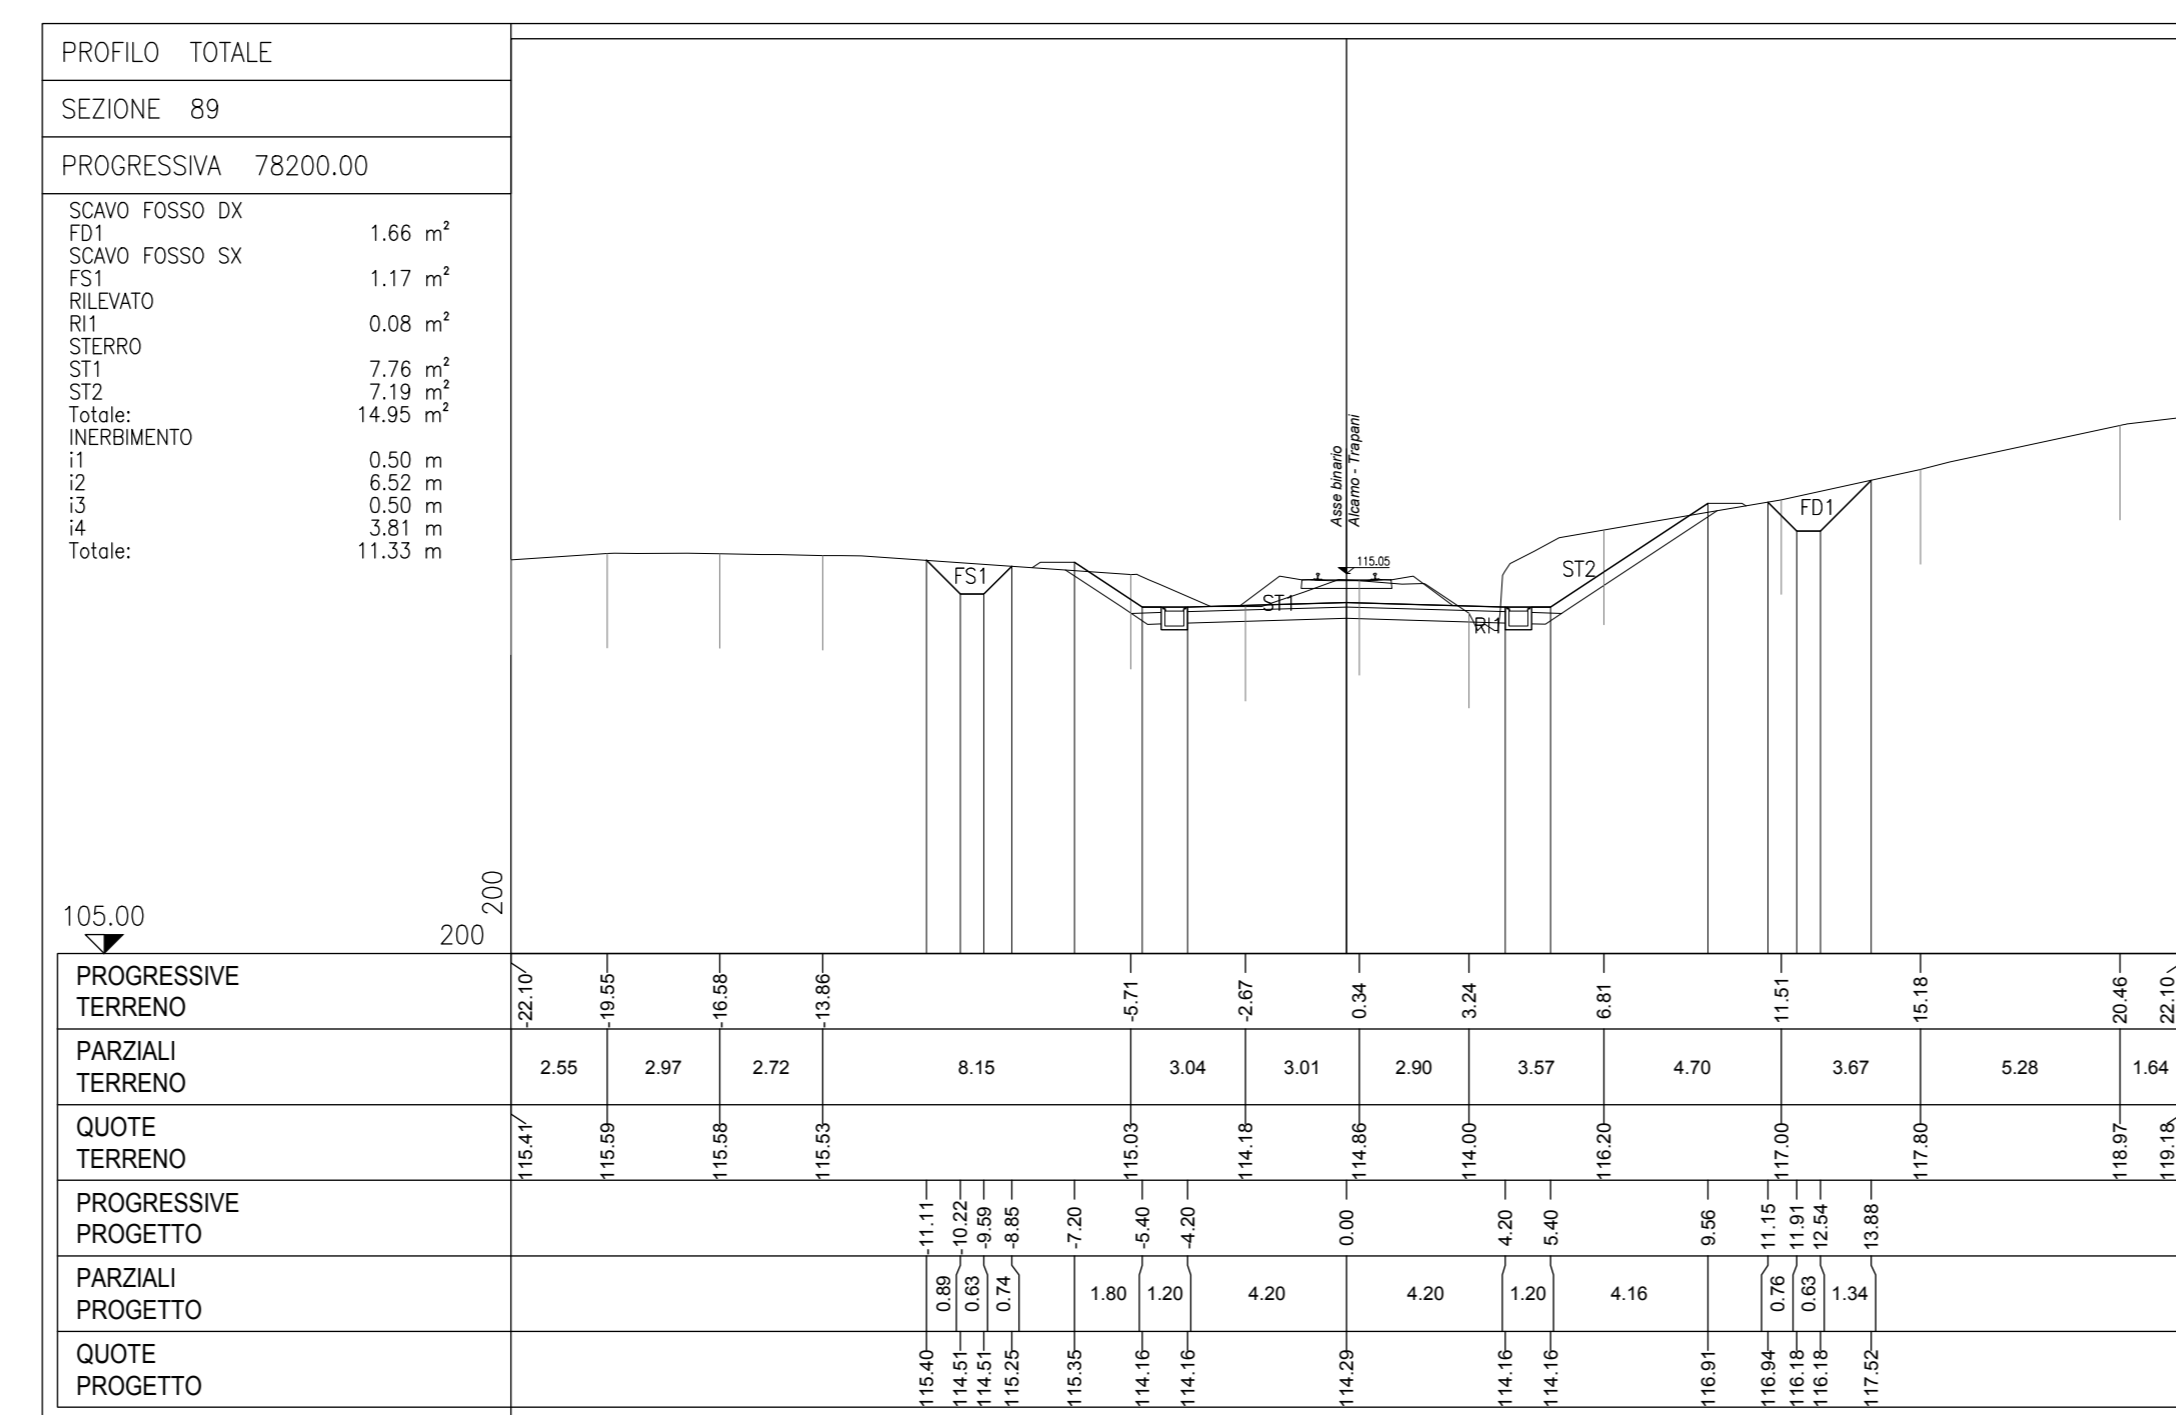 PROFILO TOTALE
SEZIONE 89
PROGRESSIVA 78200.00
SCAVO FOSSO DX
FD1 1.66 m²
SCAVO FOSSO SX
FS1 1.17 m²
RILEVATO
RI1 0.08 m²
STERRO
ST1 7.76 m²
ST2 7.19 m²
Totale: 14.95 m²
INERBIMENTO
i1 0.50 m
i2 6.52 m
i3 0.50 m
i4 3.81 m
Totale: 11.33 m
105.00
200
200
Asse binario
Alcamo - Trapani
115.05
FS1
ST1
RI1
ST2
FD1
PROGRESSIVE
TERRENO
-22.10 -19.55 -16.58 -13.86 -5.71 -2.67 0.34 3.24 6.81 11.51 15.18 20.46 22.10
PARZIALI
TERRENO
2.55 2.97 2.72 8.15 3.04 3.01 2.90 3.57 4.70 3.67 5.28 1.64
QUOTE
TERRENO
115.41 115.59 115.58 115.53 115.03 114.18 114.86 114.00 116.20 117.00 117.80 118.97 119.18
PROGRESSIVE
PROGETTO
-11.11 -10.22 -9.59 -8.85 -7.20 -5.40 -4.20 0.00 4.20 5.40 9.56 11.15 11.91 12.54 13.88
PARZIALI
PROGETTO
0.89 0.63 0.74 1.80 1.20 4.20 4.20 1.20 4.16 0.76 0.63 1.34
QUOTE
PROGETTO
115.40 114.51 114.51 115.25 115.35 114.16 114.16 114.29 114.16 114.16 116.91 116.94 116.18 116.18 117.52